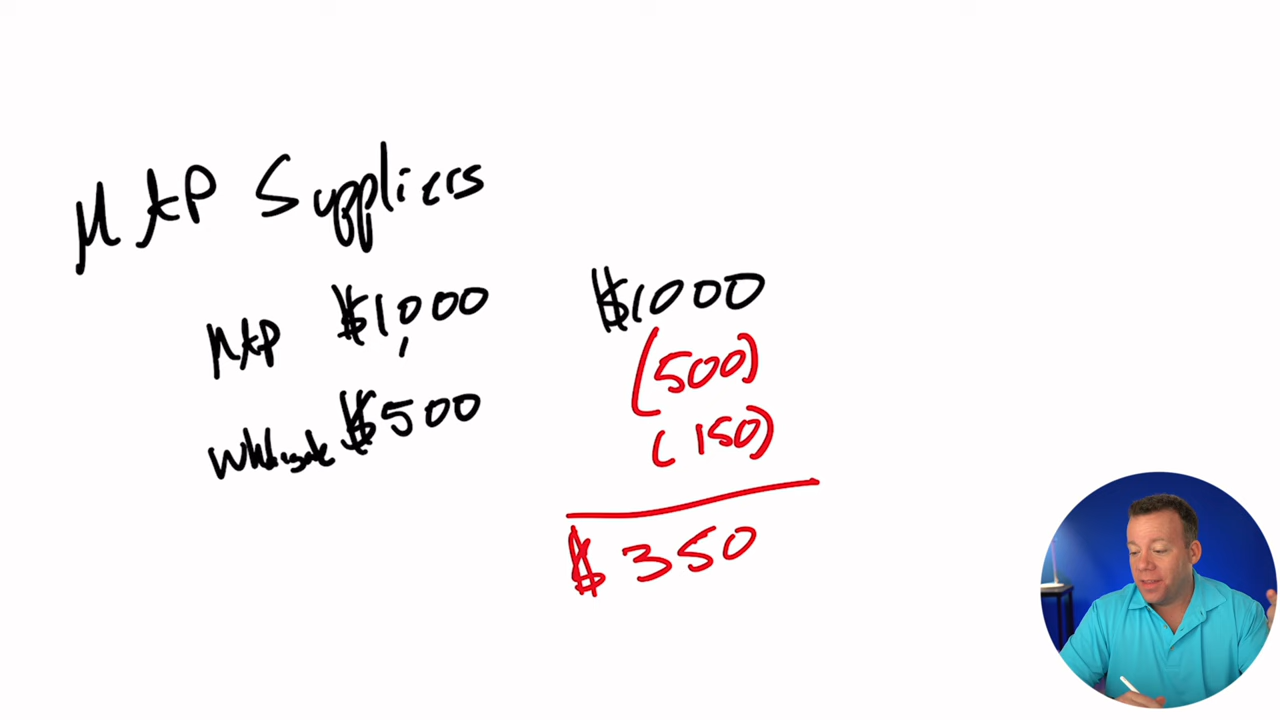 MAP Suppliers
MAP $1,000
Wholesale $500
$1000
(500)
(150)
$350